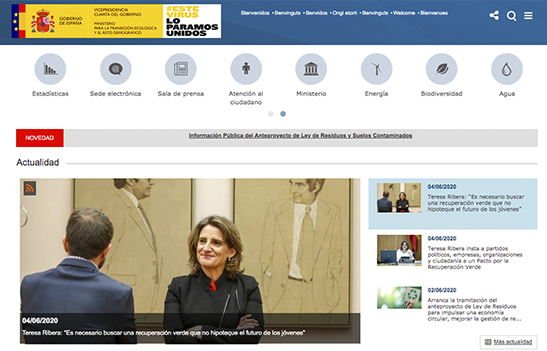 GOBIERNO
DE ESPAÑA
VICEPRESIDENCIA
CUARTA DEL GOBIERNO
MINISTERIO
PARA LA TRANSICIÓN ECOLÓGICA
Y EL RETO DEMOGRÁFICO
#ESTE
VIRUS
LO
PARAMOS
UNIDOS
Bienvenidos • Benvinguts • Benvidos • Ongi etorri • Benvinguts • Welcome • Bienvenues
Estadísticas
Sede electrónica
Sala de prensa
Atención al
ciudadano
Ministerio
Energía
Biodiversidad
Agua
NOVEDAD
Información Pública del Anteproyecto de Ley de Residuos y Suelos Contaminados
Actualidad
04/06/2020
Teresa Ribera: "Es necesario buscar una recuperación verde que no hipoteque el futuro de los jóvenes"
04/06/2020
Teresa Ribera: "Es necesario buscar
una recuperación verde que no
hipoteque el futuro de los jóvenes"
04/06/2020
Teresa Ribera insta a partidos
políticos, empresas, organizaciones
y ciudadanía a un Pacto por la
Recuperación Verde
02/06/2020
Arranca la tramitación del
anteproyecto de Ley de Residuos
para impulsar una economía
circular, mejorar la gestión de re...
Más actualidad